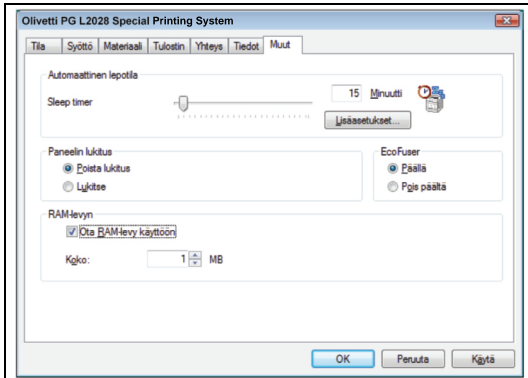 Olivetti PG L2028 Special Printing System
Tila Syöttö Materiaali Tulostin Yhteys Tiedot Muut
Automaattinen lepotila
Sleep timer 15 Minuutti
Lisäasetukset...
Paneelin lukitus EcoFuser
Poista lukitus Päällä
Lukitse Pois päältä
RAM-levyn
Ota RAM-levy käyttöön
Koko: 1 MB
OK Peruuta Käytä